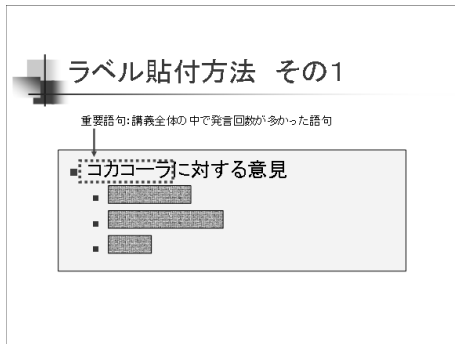 ラベル貼付方法 その1
重要語句:講義全体の中で発言回数が多かった語句
コカコーラに対する意見